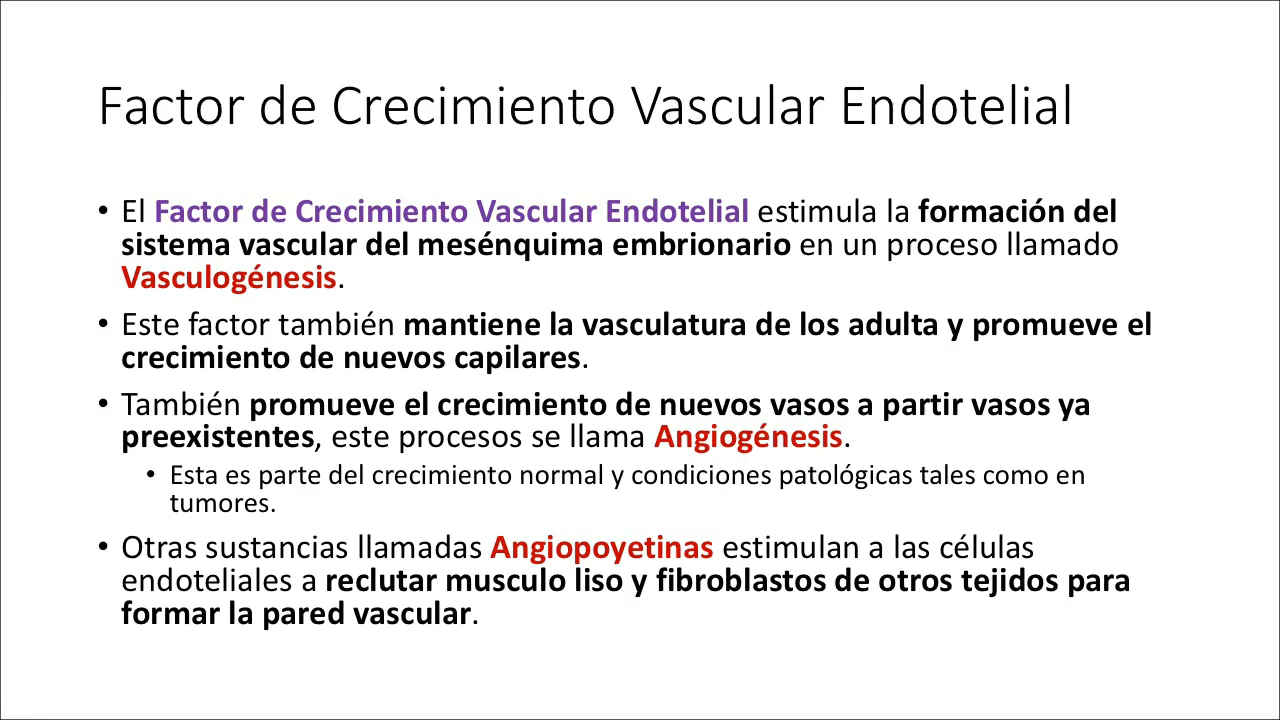 Factor de Crecimiento Vascular Endotelial
• El Factor de Crecimiento Vascular Endotelial estimula la formación del
sistema vascular del mesénquima embrionario en un proceso llamado
Vasculogénesis.
• Este factor también mantiene la vasculatura de los adulta y promueve el
crecimiento de nuevos capilares.
• También promueve el crecimiento de nuevos vasos a partir vasos ya
preexistentes, este procesos se llama Angiogénesis.
• Esta es parte del crecimiento normal y condiciones patológicas tales como en
tumores.
• Otras sustancias llamadas Angiopoyetinas estimulan a las células
endoteliales a reclutar musculo liso y fibroblastos de otros tejidos para
formar la pared vascular.